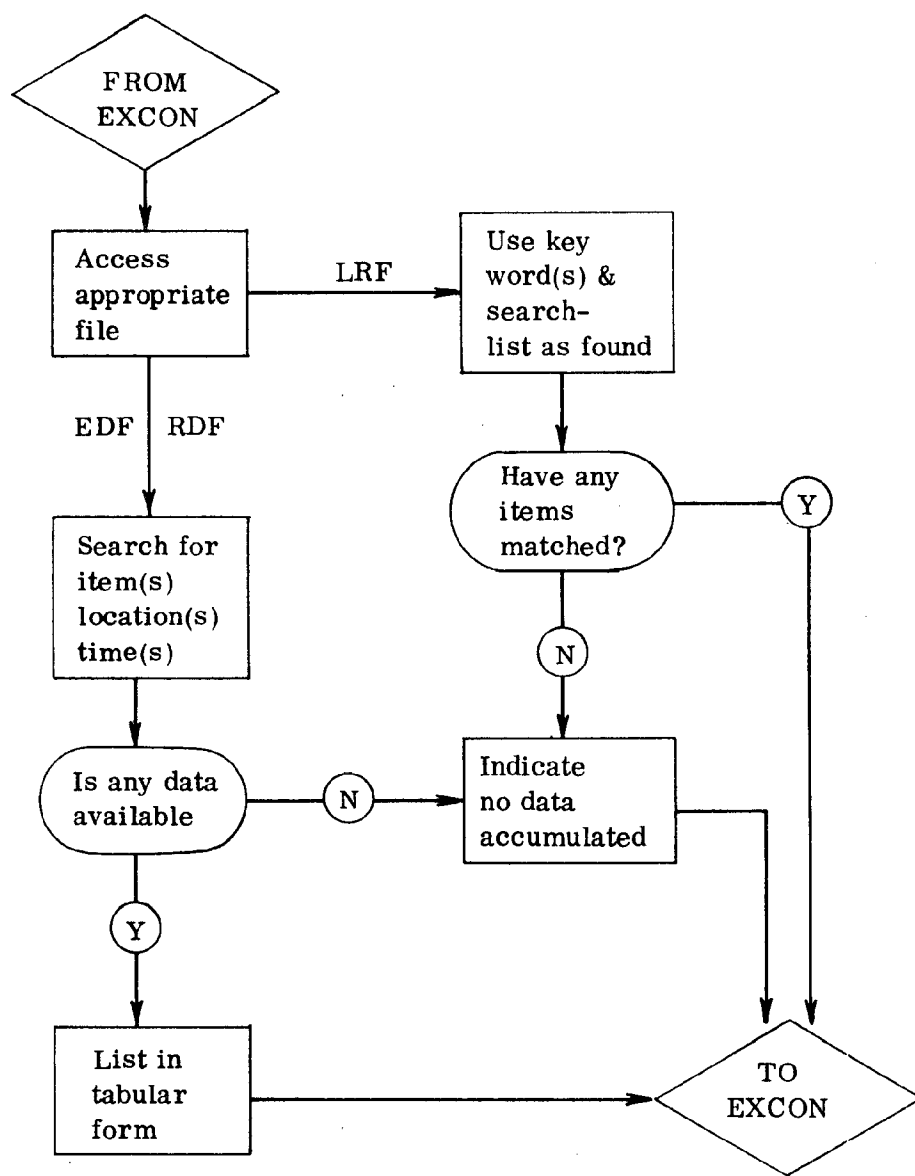 FROM
EXCON
Access
appropriate
file
LRF
Use key
word(s) &
search-
list as found
EDF
RDF
Have any
items
matched?
Y
N
Search for
item(s)
location(s)
time(s)
Is any data
available
N
Indicate
no data
accumulated
Y
List in
tabular
form
TO
EXCON